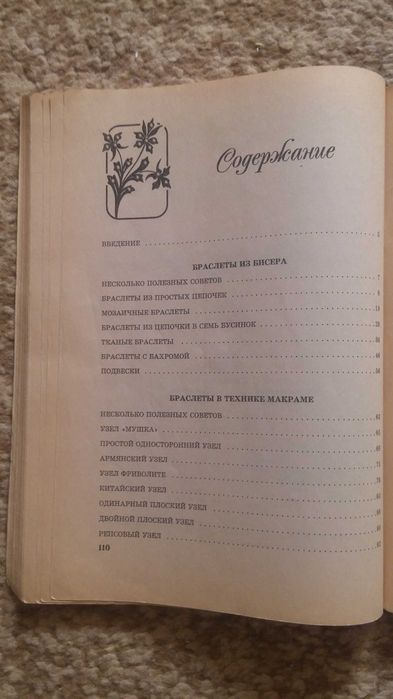 Содержание
ВВЕДЕНИЕ
БРАСЛЕТЫ ИЗ БИСЕРА
НЕСКОЛЬКО ПОЛЕЗНЫХ СОВЕТОВ
БРАСЛЕТЫ ИЗ ПРОСТЫХ ЦЕПОЧЕК
МОЗАИЧНЫЕ БРАСЛЕТЫ
БРАСЛЕТЫ ИЗ ЦЕПОЧКИ В СЕМЬ БУСИНОК
ТКАНЫЕ БРАСЛЕТЫ
БРАСЛЕТЫ С БАХРОМОЙ
ПОДВЕСКИ
БРАСЛЕТЫ В ТЕХНИКЕ МАКРАМЕ
НЕСКОЛЬКО ПОЛЕЗНЫХ СОВЕТОВ
УЗЕЛ «МУШКА»
ПРОСТОЙ ОДНОСТОРОННИЙ УЗЕЛ
АРМЯНСКИЙ УЗЕЛ
УЗЕЛ ФРИВОЛИТЕ
КИТАЙСКИЙ УЗЕЛ
ОДИНАРНЫЙ ПЛОСКИЙ УЗЕЛ
ДВОЙНОЙ ПЛОСКИЙ УЗЕЛ
РЕПСОВЫЙ УЗЕЛ
110